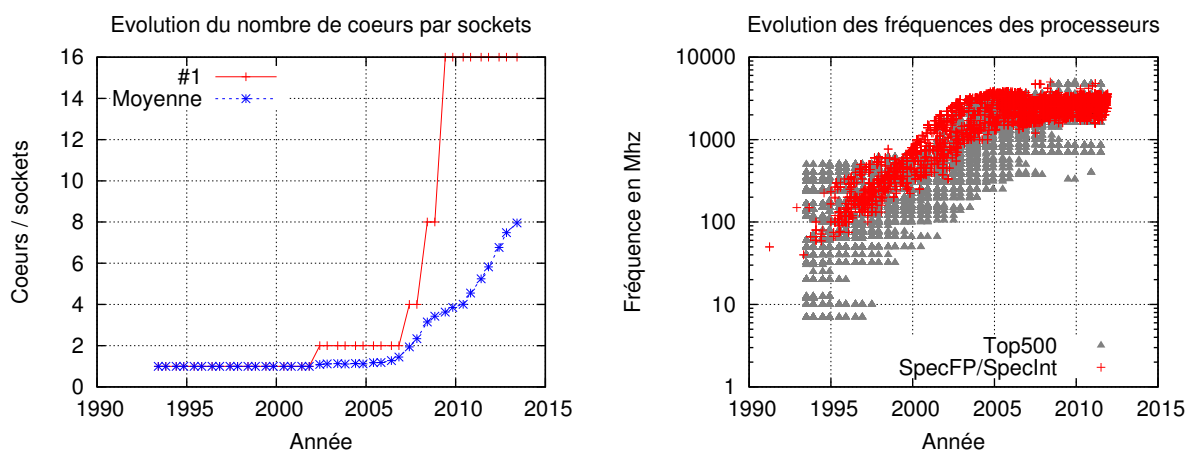 Evolution du nombre de coeurs par sockets
16
14
12
10
8
6
4
2
0
1990 1995 2000 2005 2010 2015
Coeurs / sockets
Année
#1
Moyenne
Evolution des fréquences des processeurs
10000
1000
100
10
1
1990 1995 2000 2005 2010 2015
Fréquence en Mhz
Année
Top500
SpecFP/SpecInt